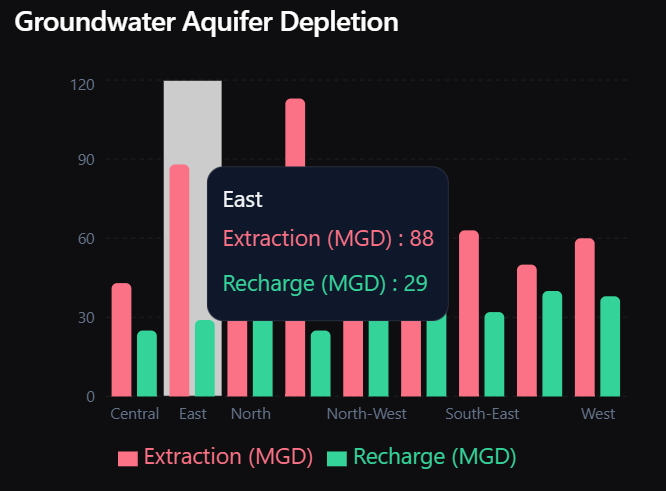 Groundwater Aquifer Depletion
120
90
60
30
0
East
Extraction (MGD) : 88
Recharge (MGD) : 29
Central East North North-West South-East West
Extraction (MGD) Recharge (MGD)